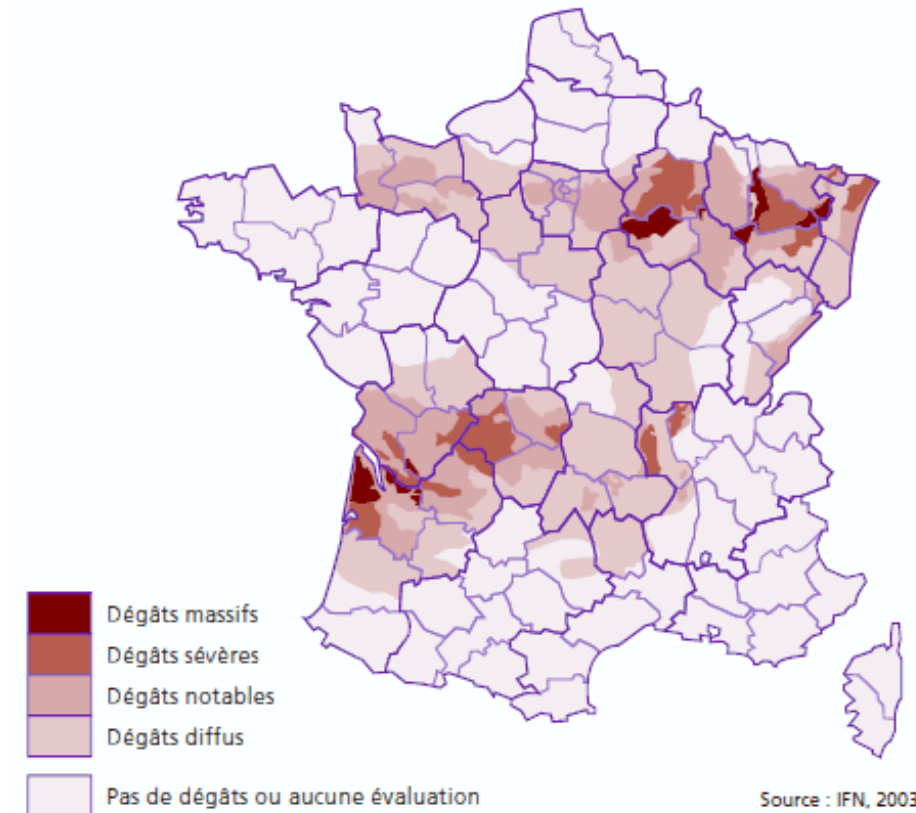 Dégâts massifs
Dégâts sévères
Dégâts notables
Dégâts diffus
Pas de dégâts ou aucune évaluation
Source : IFN, 2003